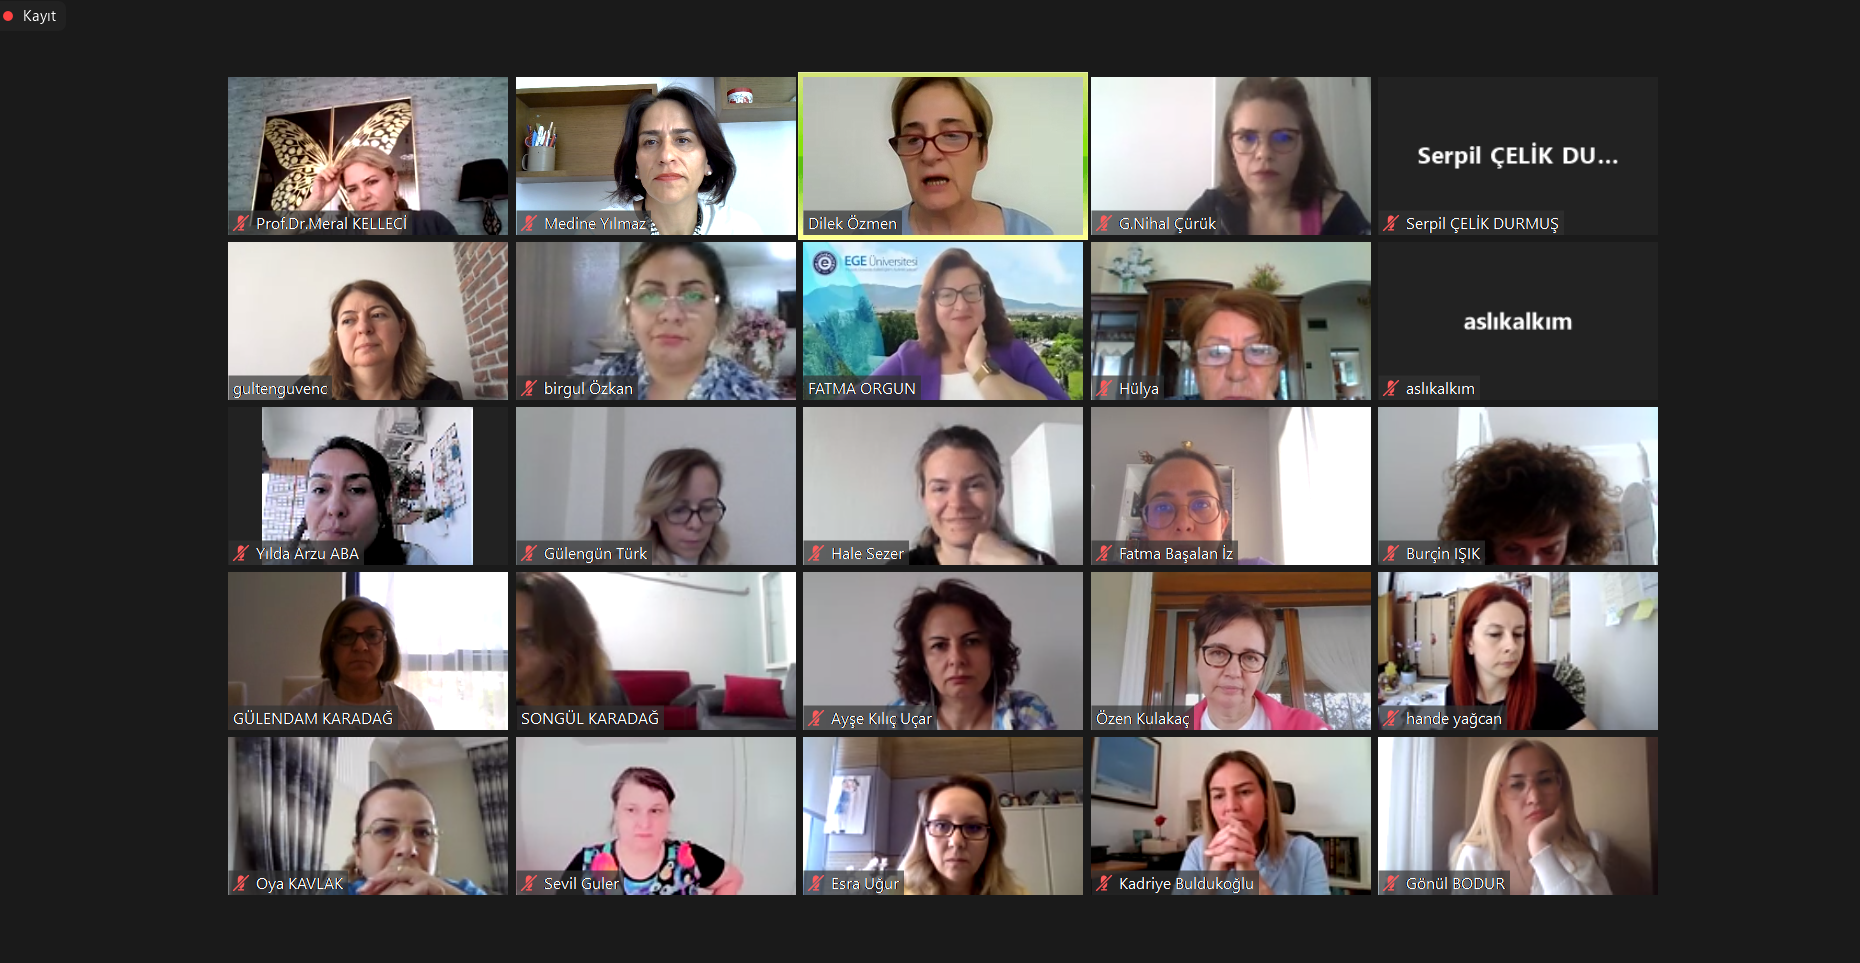 Kayıt
Prof.Dr.Meral KELLECİ
Medine Yılmaz
Dilek Özmen
G.Nihal Çürük
Serpil ÇELİK DU...
Serpil ÇELİK DURMUŞ
gultenguvenc
birgul Özkan
EGE Üniversitesi
FATMA ORGUN
Hülya
aslıkalkım
aslıkalkım
Yılda Arzu ABA
Gülengün Türk
Hale Sezer
Fatma Başalan İz
Burçin IŞIK
GÜLENDAM KARADAĞ
SONGÜL KARADAĞ
Ayşe Kılıç Uçar
Özen Kulakaç
hande yağcan
Oya KAVLAK
Sevil Guler
Esra Uğur
Kadriye Buldukoğlu
Gönül BODUR